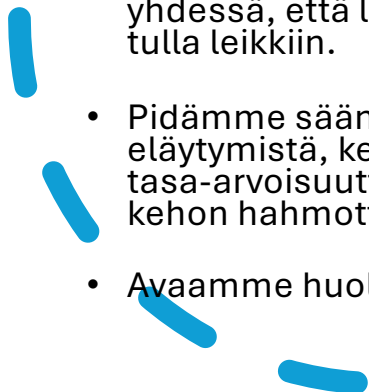 yhdessä, että l
tulla leikkiin.
• Pidämme sään
eläytymistä, ke
tasa-arvoisuut
kehon hahmott
• Avaamme huol